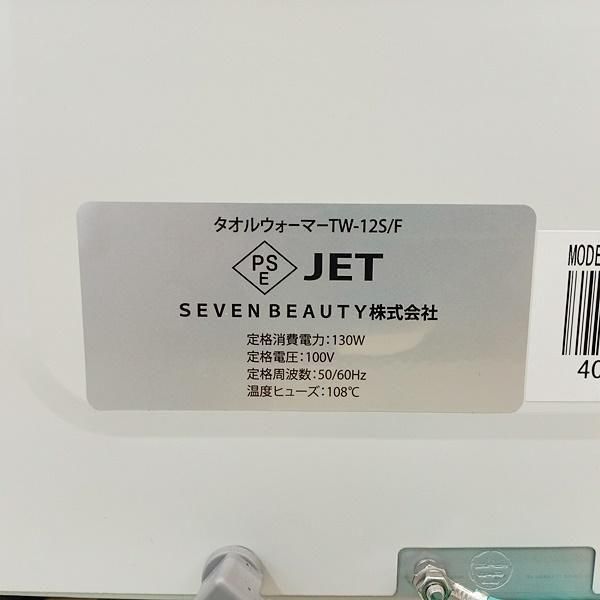 タオルウォーマーTW-12S/F
PS
E
JET
SEVEN BEAUTY株式会社
定格消費電力:130W
定格電圧:100V
定格周波数:50/60Hz
温度ヒューズ:108℃
MODE
40